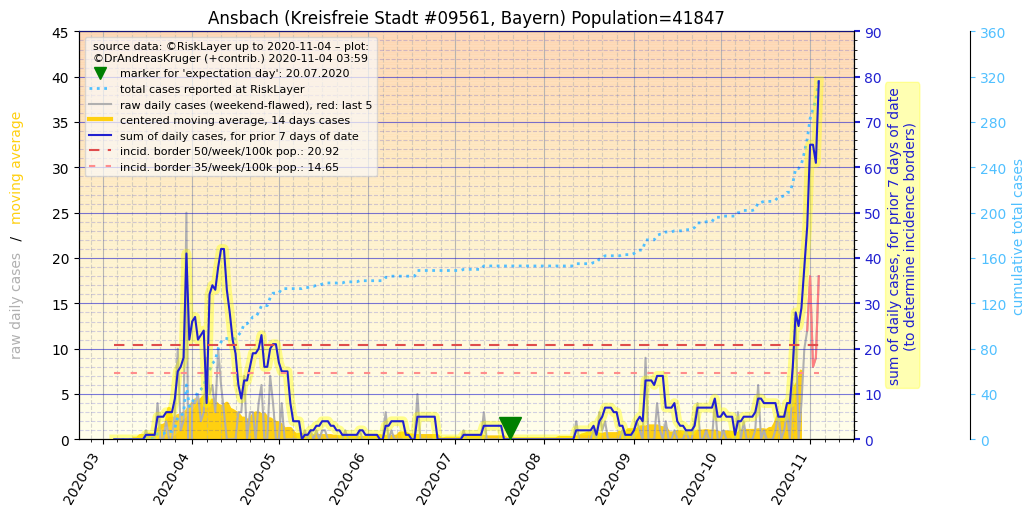 Ansbach (Kreisfreie Stadt #09561, Bayern) Population=41847
source data: ©RiskLayer up to 2020-11-04 – plot:
©DrAndreasKruger (+contrib.) 2020-11-04 03:59
marker for 'expectation day': 20.07.2020
total cases reported at RiskLayer
raw daily cases (weekend-flawed), red: last 5
centered moving average, 14 days cases
sum of daily cases, for prior 7 days of date
incid. border 50/week/100k pop.: 20.92
incid. border 35/week/100k pop.: 14.65
raw daily cases / moving average
45
40
35
30
25
20
15
10
5
0
2020-03
2020-04
2020-05
2020-06
2020-07
2020-08
2020-09
2020-10
2020-11
90
80
70
60
50
40
30
20
10
0
sum of daily cases, for prior 7 days of date
(to determine incidence borders)
360
320
280
240
200
160
120
80
40
0
cumulative total cases